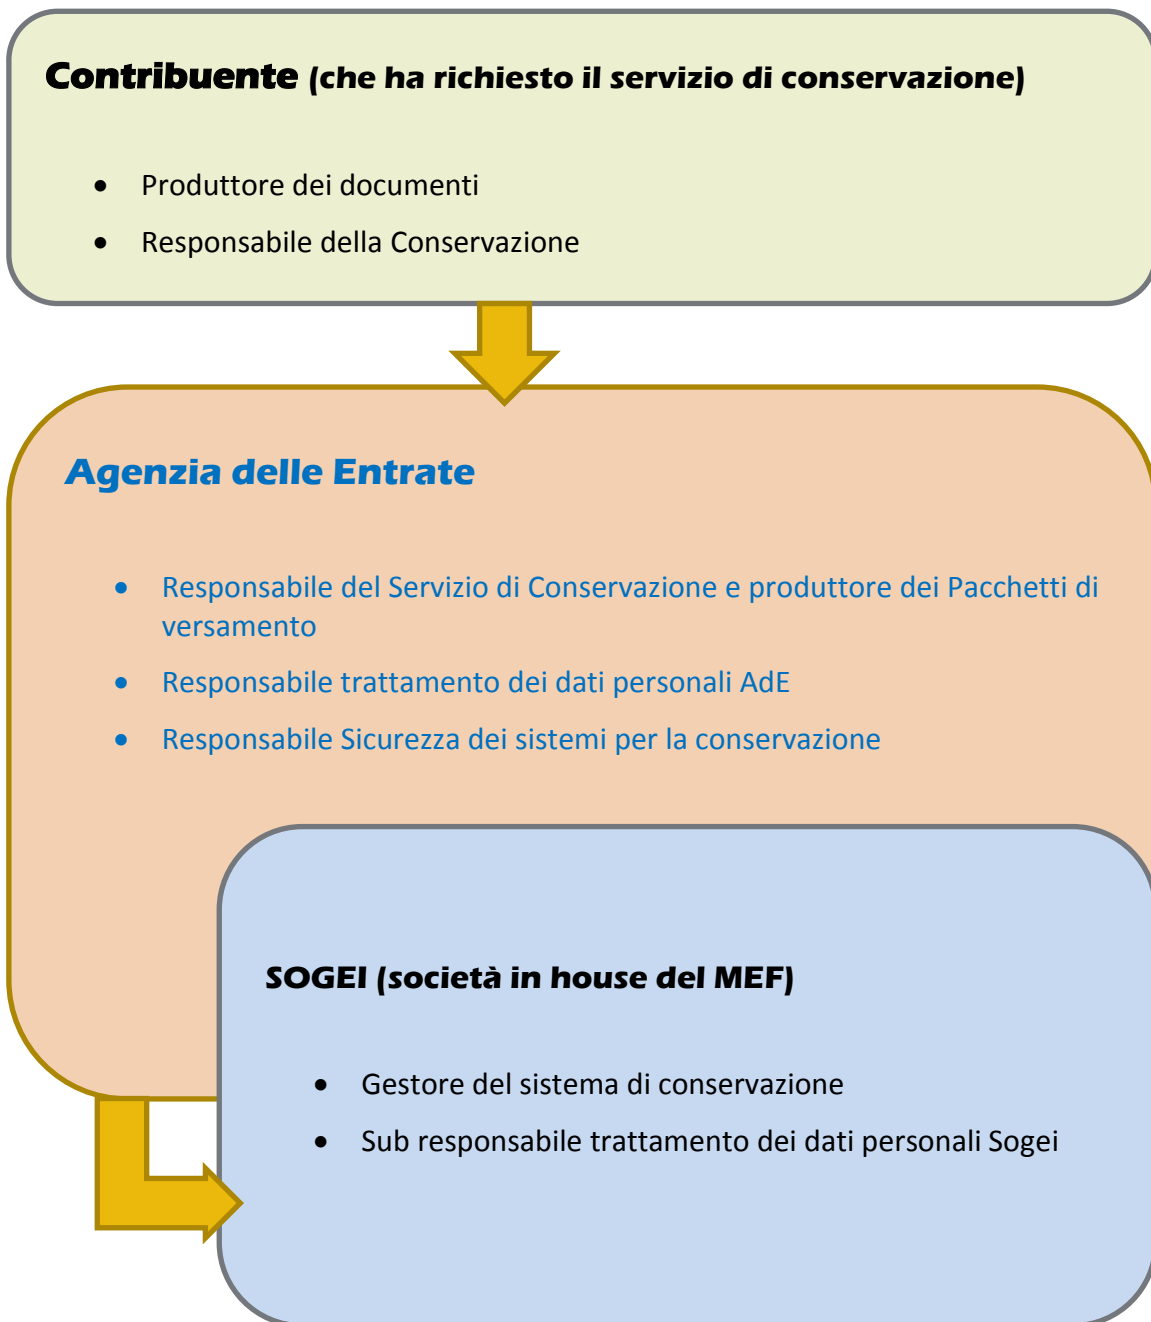 Contribuente (che ha richiesto il servizio di conservazione)
• Produttore dei documenti
• Responsabile della Conservazione
Agenzia delle Entrate
• Responsabile del Servizio di Conservazione e produttore dei Pacchetti di
versamento
• Responsabile trattamento dei dati personali AdE
• Responsabile Sicurezza dei sistemi per la conservazione
SOGEI (società in house del MEF)
• Gestore del sistema di conservazione
• Sub responsabile trattamento dei dati personali Sogei